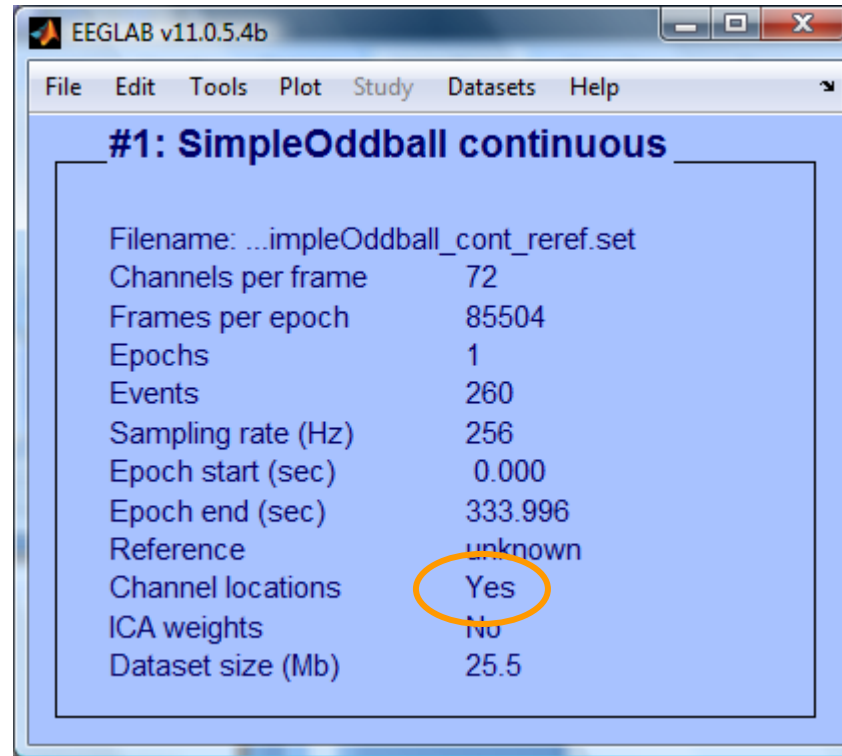 EEGLAB v11.0.5.4b
File Edit Tools Plot Study Datasets Help
#1: SimpleOddball continuous
Filename: ...impleOddball_cont_reref.set
Channels per frame 72
Frames per epoch 85504
Epochs 1
Events 260
Sampling rate (Hz) 256
Epoch start (sec) 0.000
Epoch end (sec) 333.996
Reference unknown
Channel locations Yes
ICA weights No
Dataset size (Mb) 25.5